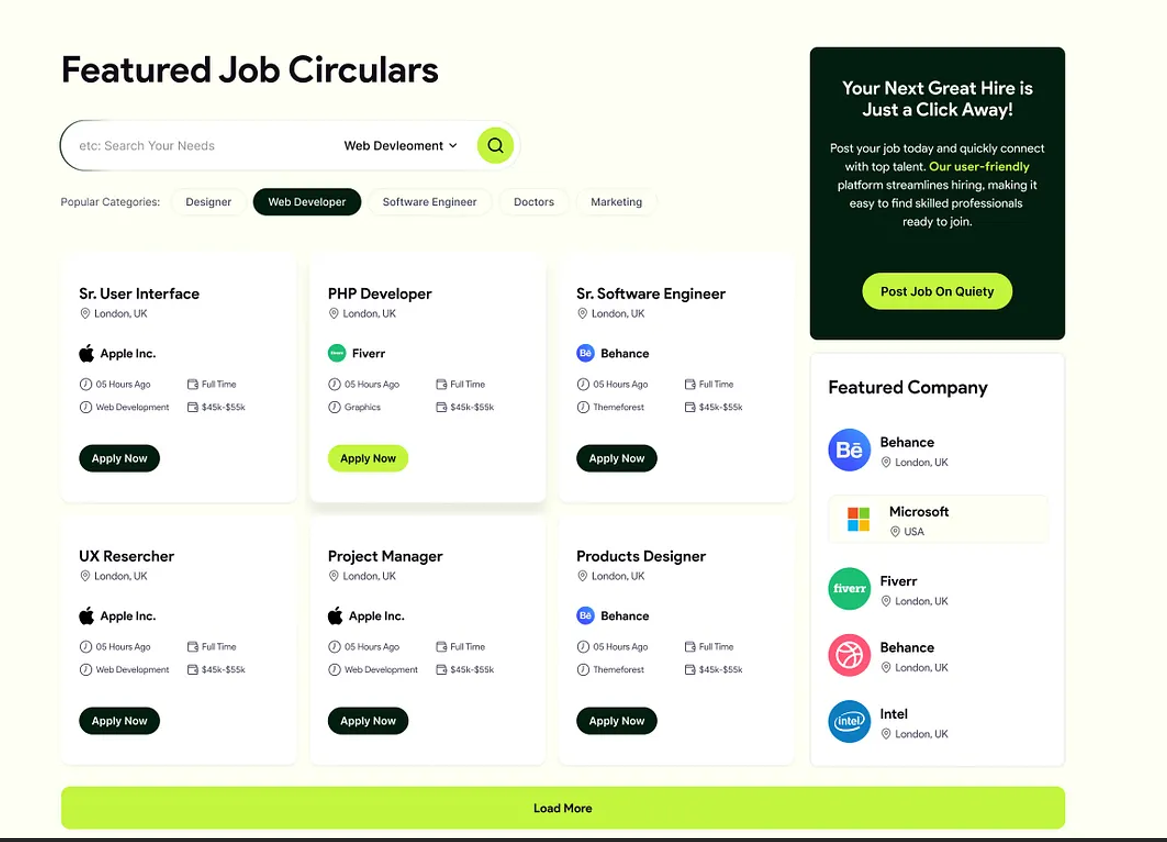 Featured Job Circulars
etc: Search Your Needs
Web Devleoment
Popular Categories:
Designer
Web Developer
Software Engineer
Doctors
Marketing
Sr. User Interface
London, UK
Apple Inc.
05 Hours Ago
Full Time
Web Development
$45k-$55k
Apply Now
PHP Developer
London, UK
Fiverr
05 Hours Ago
Full Time
Graphics
$45k-$55k
Apply Now
Sr. Software Engineer
London, UK
Bē
Behance
05 Hours Ago
Full Time
Themeforest
$45k-$55k
Apply Now
UX Resercher
London, UK
Apple Inc.
05 Hours Ago
Full Time
Web Development
$45k-$55k
Apply Now
Project Manager
London, UK
Apple Inc.
05 Hours Ago
Full Time
Web Development
$45k-$55k
Apply Now
Products Designer
London, UK
Bē
Behance
05 Hours Ago
Full Time
Themeforest
$45k-$55k
Apply Now
Your Next Great Hire is
Just a Click Away!
Post your job today and quickly connect
with top talent. Our user-friendly
platform streamlines hiring, making it
easy to find skilled professionals
ready to join.
Post Job On Quiety
Featured Company
Bē
Behance
London, UK
Microsoft
USA
fiverr
Fiverr
London, UK
Behance
London, UK
intel
Intel
London, UK
Load More